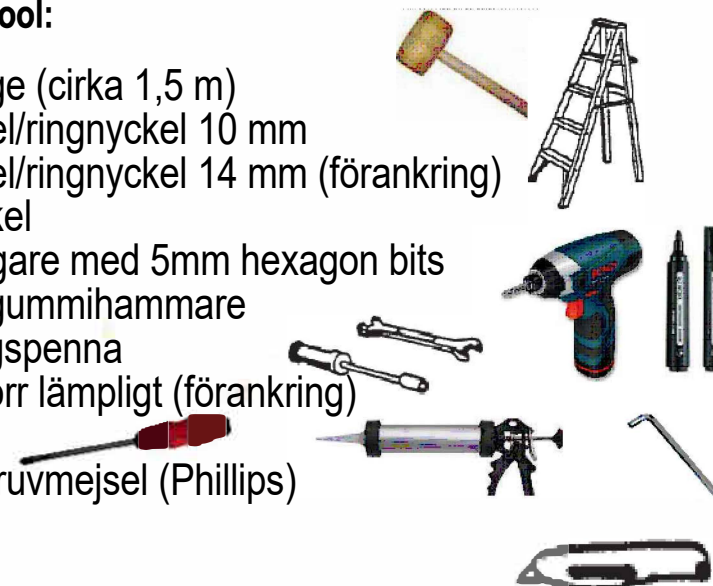 ool:
ge (cirka 1,5 m)
el/ringnyckel 10 mm
el/ringnyckel 14 mm (förankring)
kel
gare med 5mm hexagon bits
gummihammare
gspenna
orr lämpligt (förankring)
ruvmejsel (Phillips)